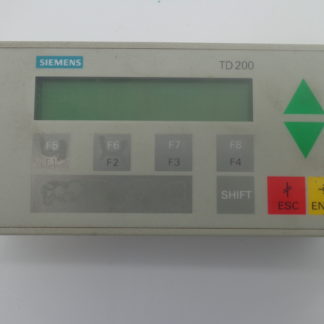 SIEMENS TD 200
F5 F6 F7 F8
F1 F2 F3 F4
SHIFT ESC EN